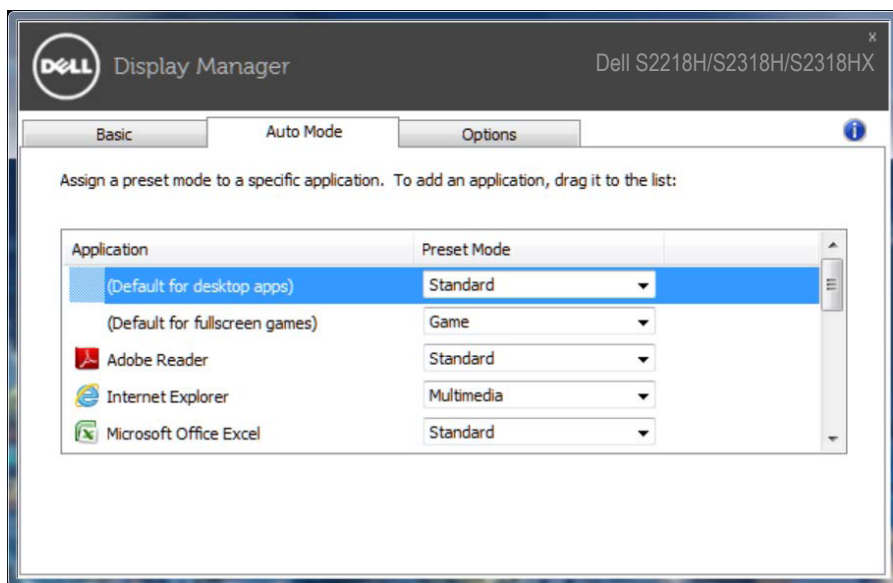 x
DELL Display Manager Dell S2218H/S2318H/S2318HX
Basic Auto Mode Options i
Assign a preset mode to a specific application. To add an application, drag it to the list:
Application Preset Mode
(Default for desktop apps) Standard
(Default for fullscreen games) Game
Adobe Reader Standard
Internet Explorer Multimedia
Microsoft Office Excel Standard